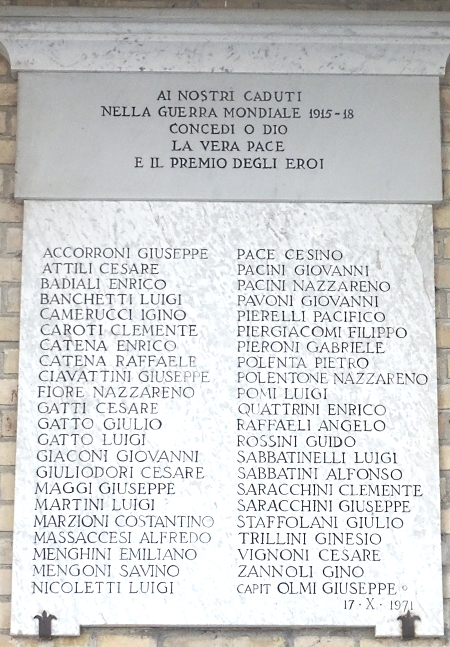 AI NOSTRI CADUTI
NELLA GUERRA MONDIALE 1915-18
CONCEDI O DIO
LA VERA PACE
E IL PREMIO DEGLI EROI
ACCORRONI GIUSEPPE
ATTILI CESARE
BADIALI ENRICO
BANCHETTI LUIGI
CAMERUCCI IGINO
CAROTI CLEMENTE
CATENA ENRICO
CATENA RAFFAELE
CIAVATTINI GIUSEPPE
FIORE NAZZARENO
GATTI CESARE
GATTO GIULIO
GATTO LUIGI
GIACONI GIOVANNI
GIULIODORI CESARE
MAGGI GIUSEPPE
MARTINI LUIGI
MARZIONI COSTANTINO
MASSACCESI ALFREDO
MENGHINI EMILIANO
MENGONI SAVINO
NICOLETTI LUIGI
PACE CESINO
PACINI GIOVANNI
PACINI NAZZARENO
PAVONI GIOVANNI
PIERELLI PACIFICO
PIERGIACOMI FILIPPO
PIERONI GABRIELE
POLENTA PIETRO
POLENTONE NAZZARENO
POMI LUIGI
QUATTRINI ENRICO
RAFFAELI ANGELO
ROSSINI GUIDO
SABBATINELLI LUIGI
SABBATINI ALFONSO
SARACCHINI CLEMENTE
SARACCHINI GIUSEPPE
STAFFOLANI GIULIO
TRILLINI GINESIO
VIGNONI CESARE
ZANNOLI GINO
CAPIT OLMI GIUSEPPE
17·X·1971